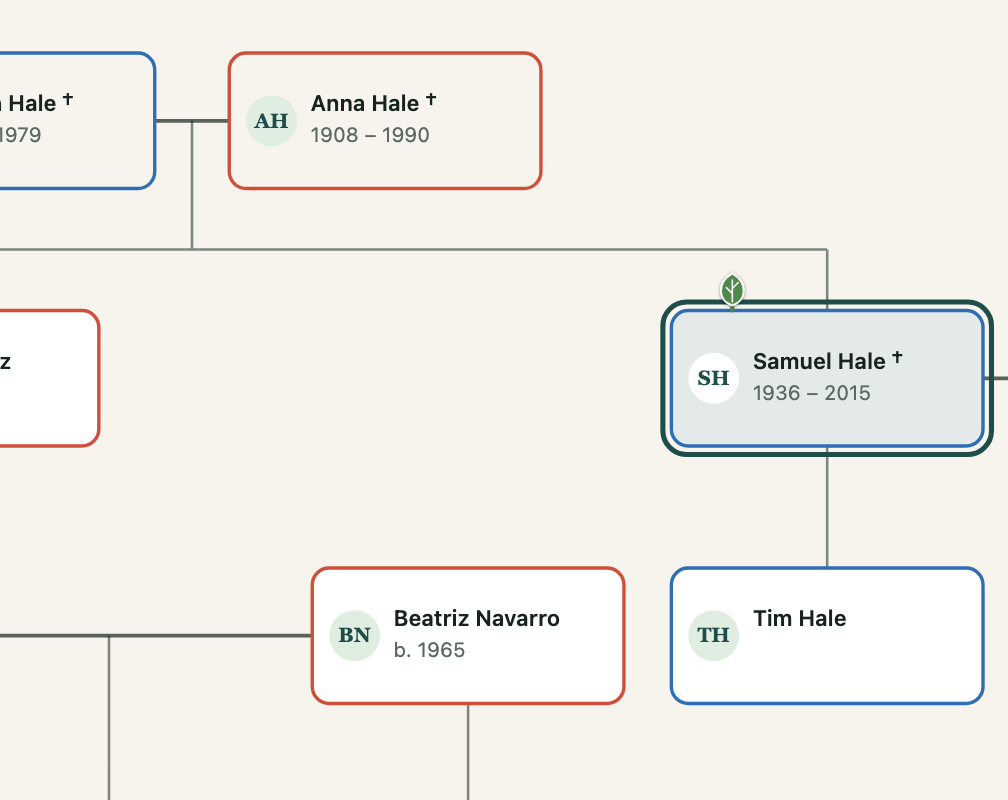 Hale †
1979
AH
Anna Hale †
1908 – 1990
z
SH
Samuel Hale †
1936 – 2015
BN
Beatriz Navarro
b. 1965
TH
Tim Hale